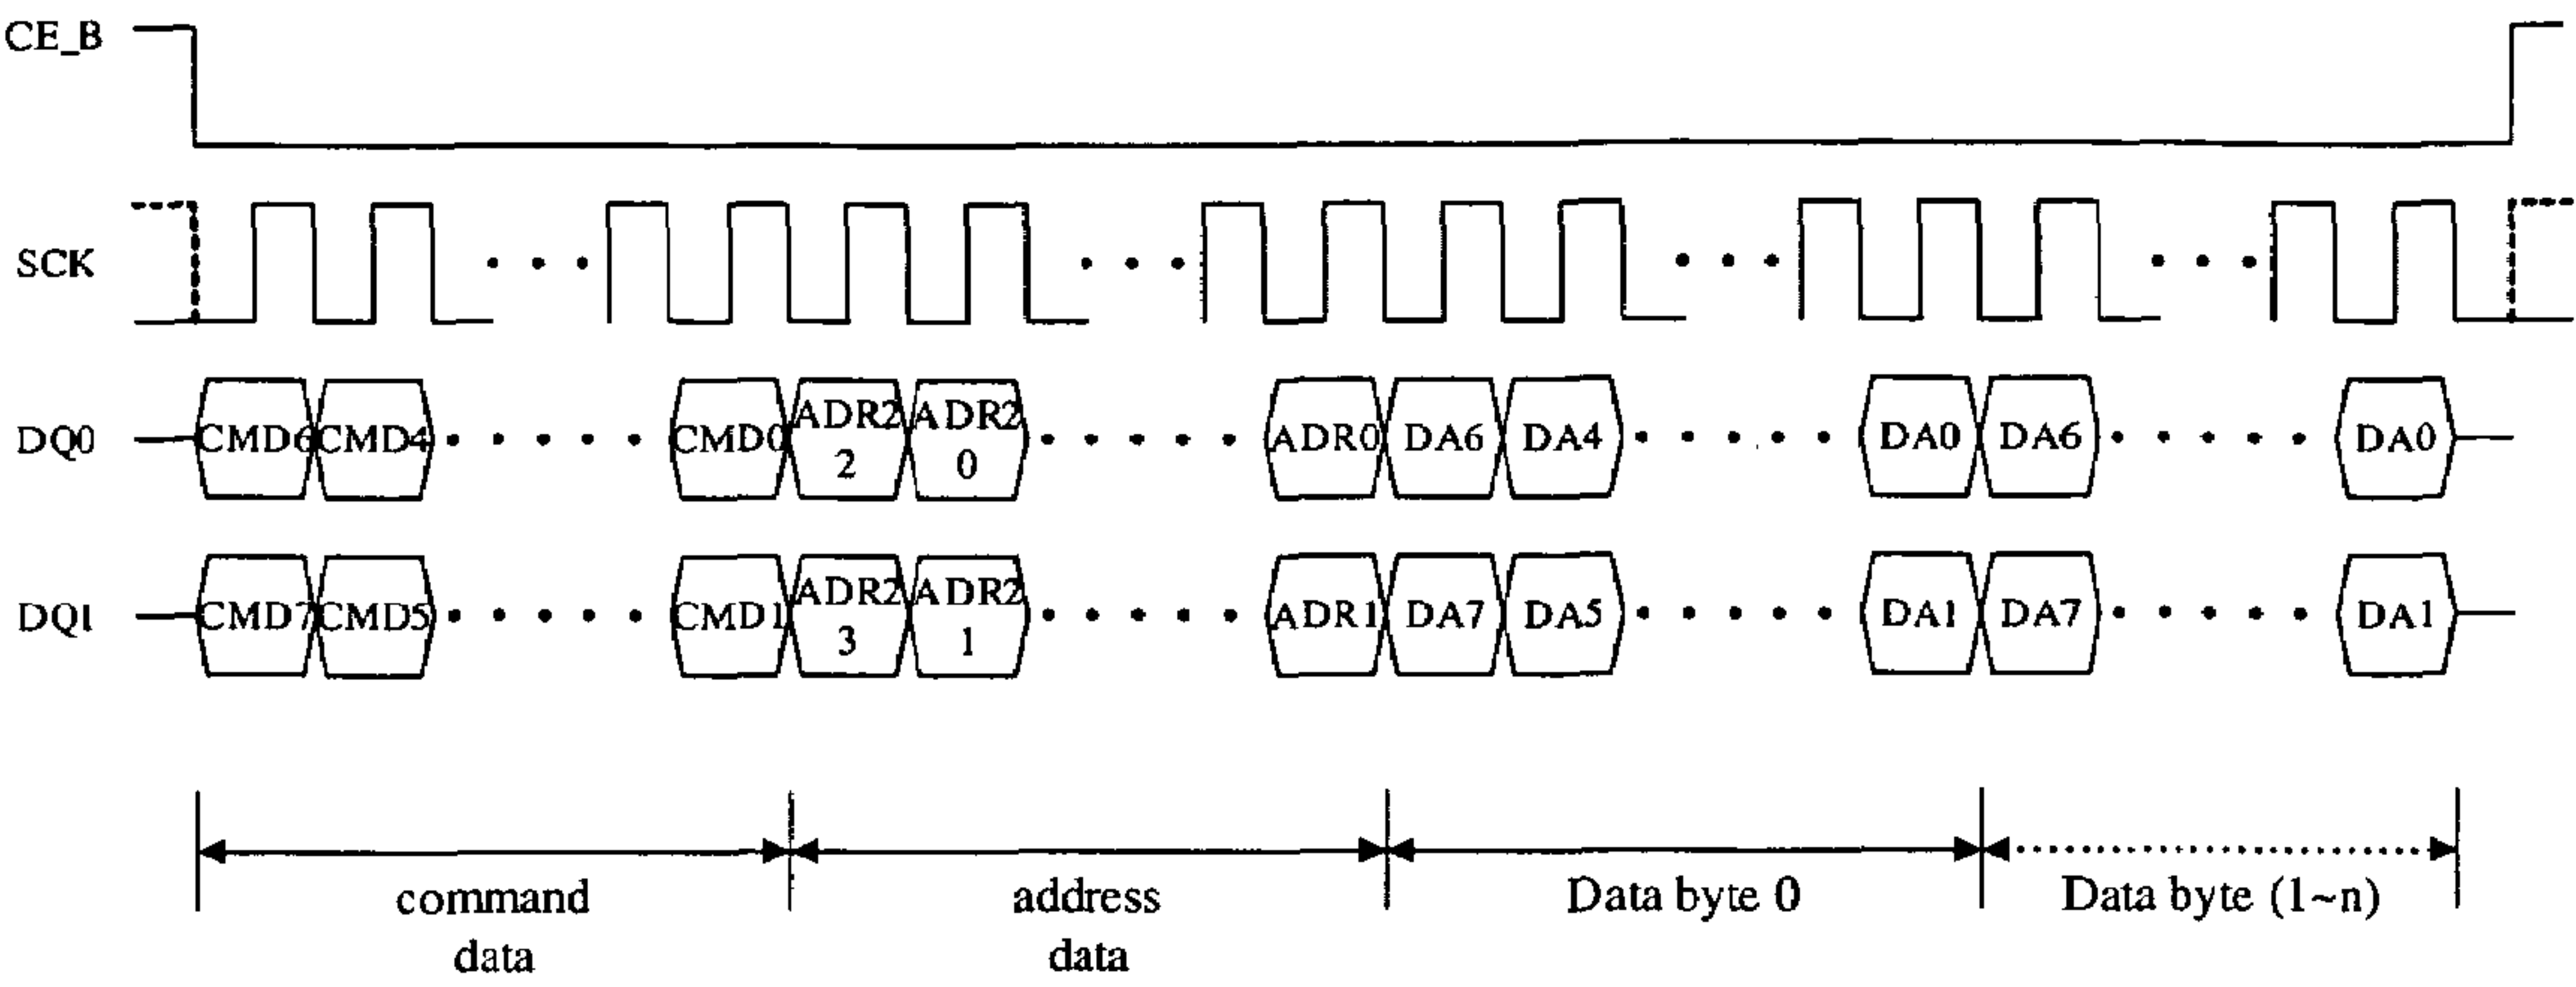 CE_B
SCK
DQ0 CMD6 CMD4 CMD0 ADR2 ADR2 ADR0 DA6 DA4 DA0 DA6 DA0
2 0
DQ1 CMD7 CMD5 CMD1 ADR2 ADR2 ADR1 DA7 DA5 DA1 DA7 DA1
3 1
command address Data byte 0 Data byte (1~n)
data data